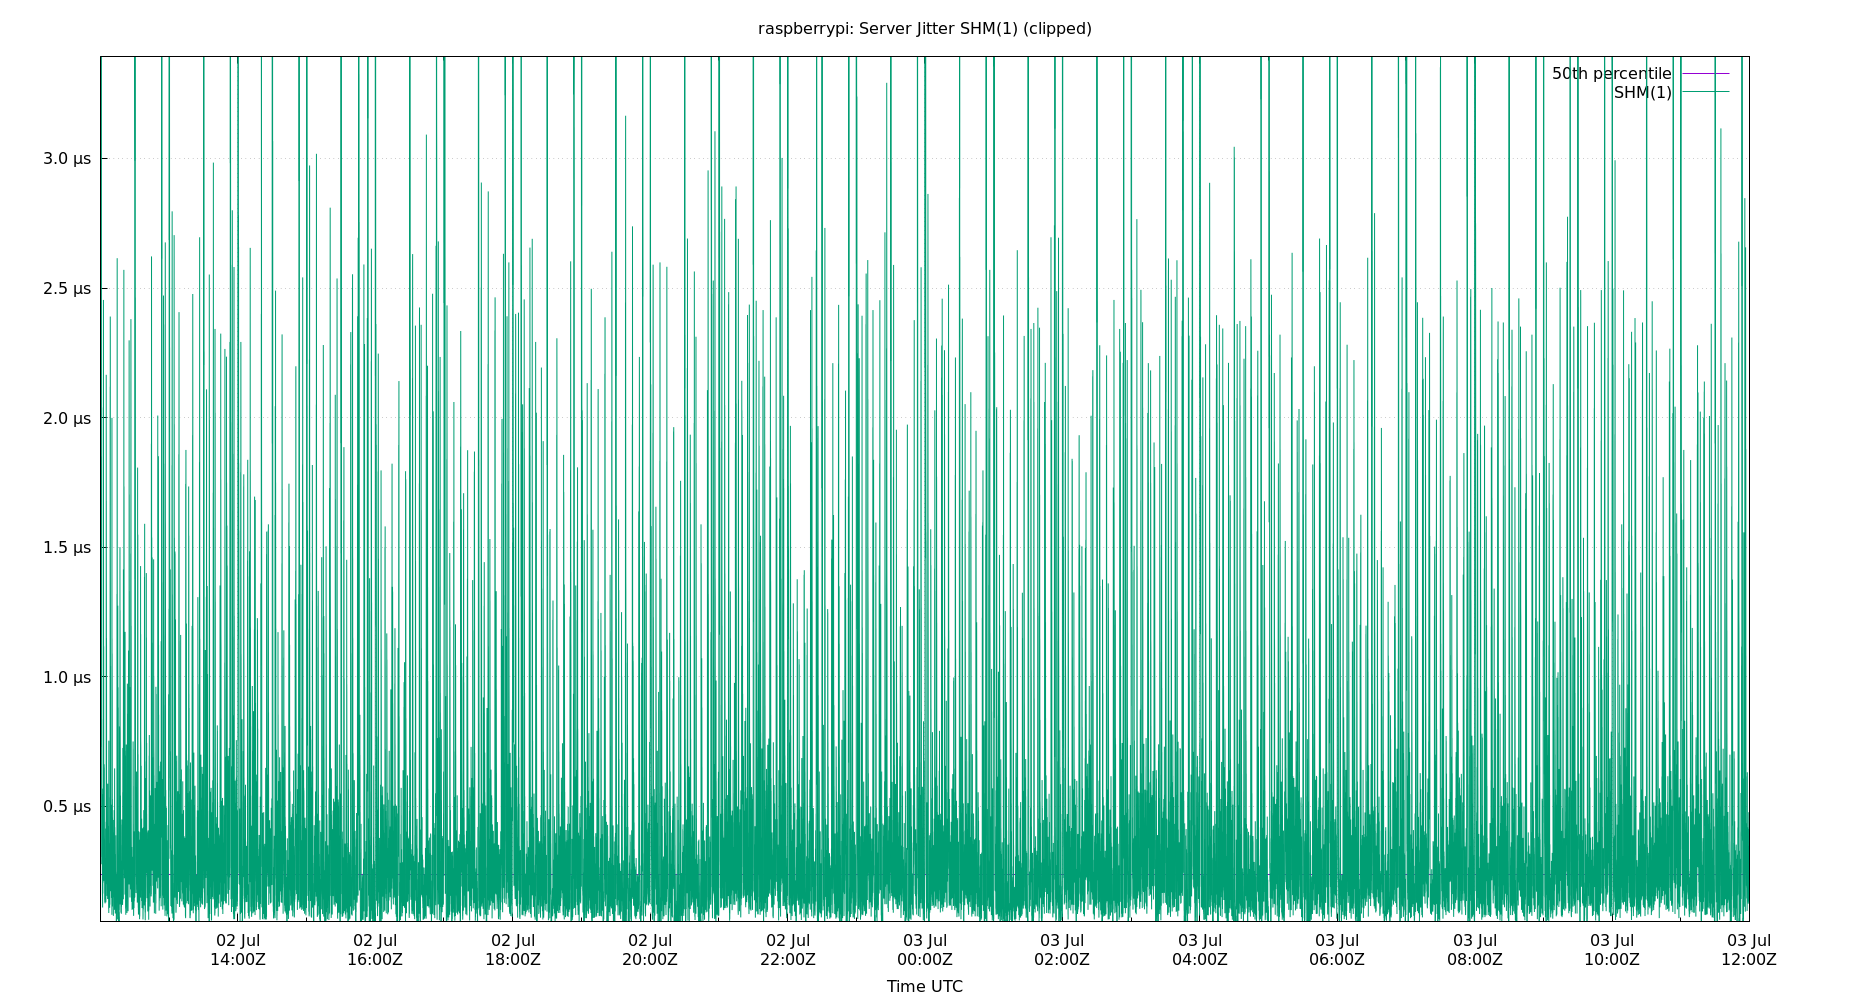 raspberrypi: Server Jitter SHM(1) (clipped)
50th percentile
SHM(1)
3.0 µs
2.5 µs
2.0 µs
1.5 µs
1.0 µs
0.5 µs
02 Jul 02 Jul 02 Jul 02 Jul 02 Jul 03 Jul 03 Jul 03 Jul 03 Jul 03 Jul 03 Jul 03 Jul
14:00Z 16:00Z 18:00Z 20:00Z 22:00Z 00:00Z 02:00Z 04:00Z 06:00Z 08:00Z 10:00Z 12:00Z
Time UTC